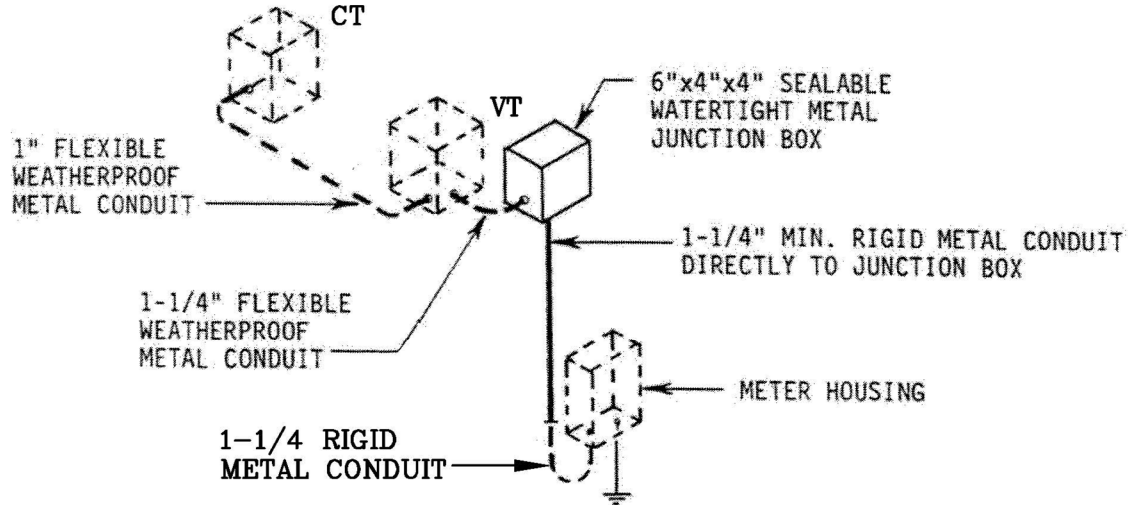 CT
VT
6"x4"x4" SEALABLE
WATERTIGHT METAL
JUNCTION BOX
1" FLEXIBLE
WEATHERPROOF
METAL CONDUIT
1-1/4" MIN. RIGID METAL CONDUIT
DIRECTLY TO JUNCTION BOX
1-1/4" FLEXIBLE
WEATHERPROOF
METAL CONDUIT
METER HOUSING
1-1/4 RIGID
METAL CONDUIT